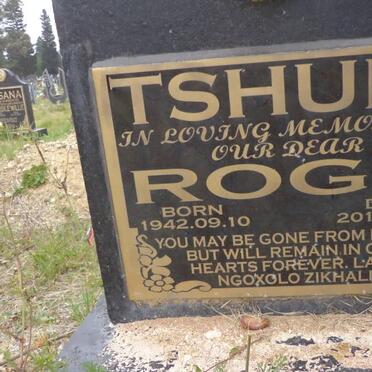 TSHU
IN LOVING MEMO
OUR DEAR
ROG
BORN
1942.09.10 201
YOU MAY BE GONE FROM
BUT WILL REMAIN IN O
HEARTS FOREVER. LA
NGOXOLO ZIKHALI
SANA